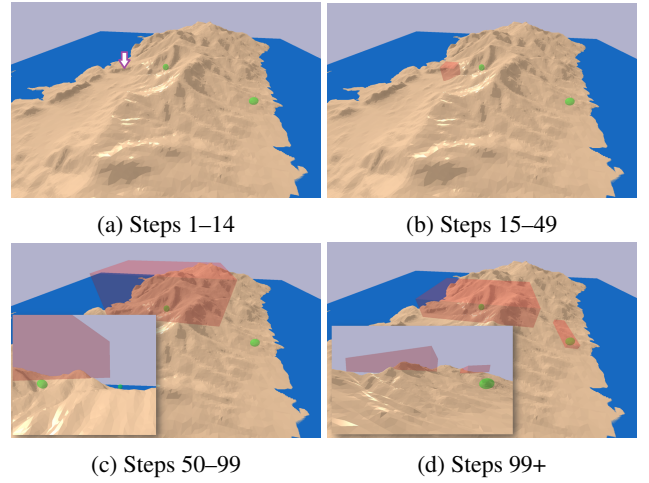 (a) Steps 1–14
(b) Steps 15–49
(c) Steps 50–99
(d) Steps 99+